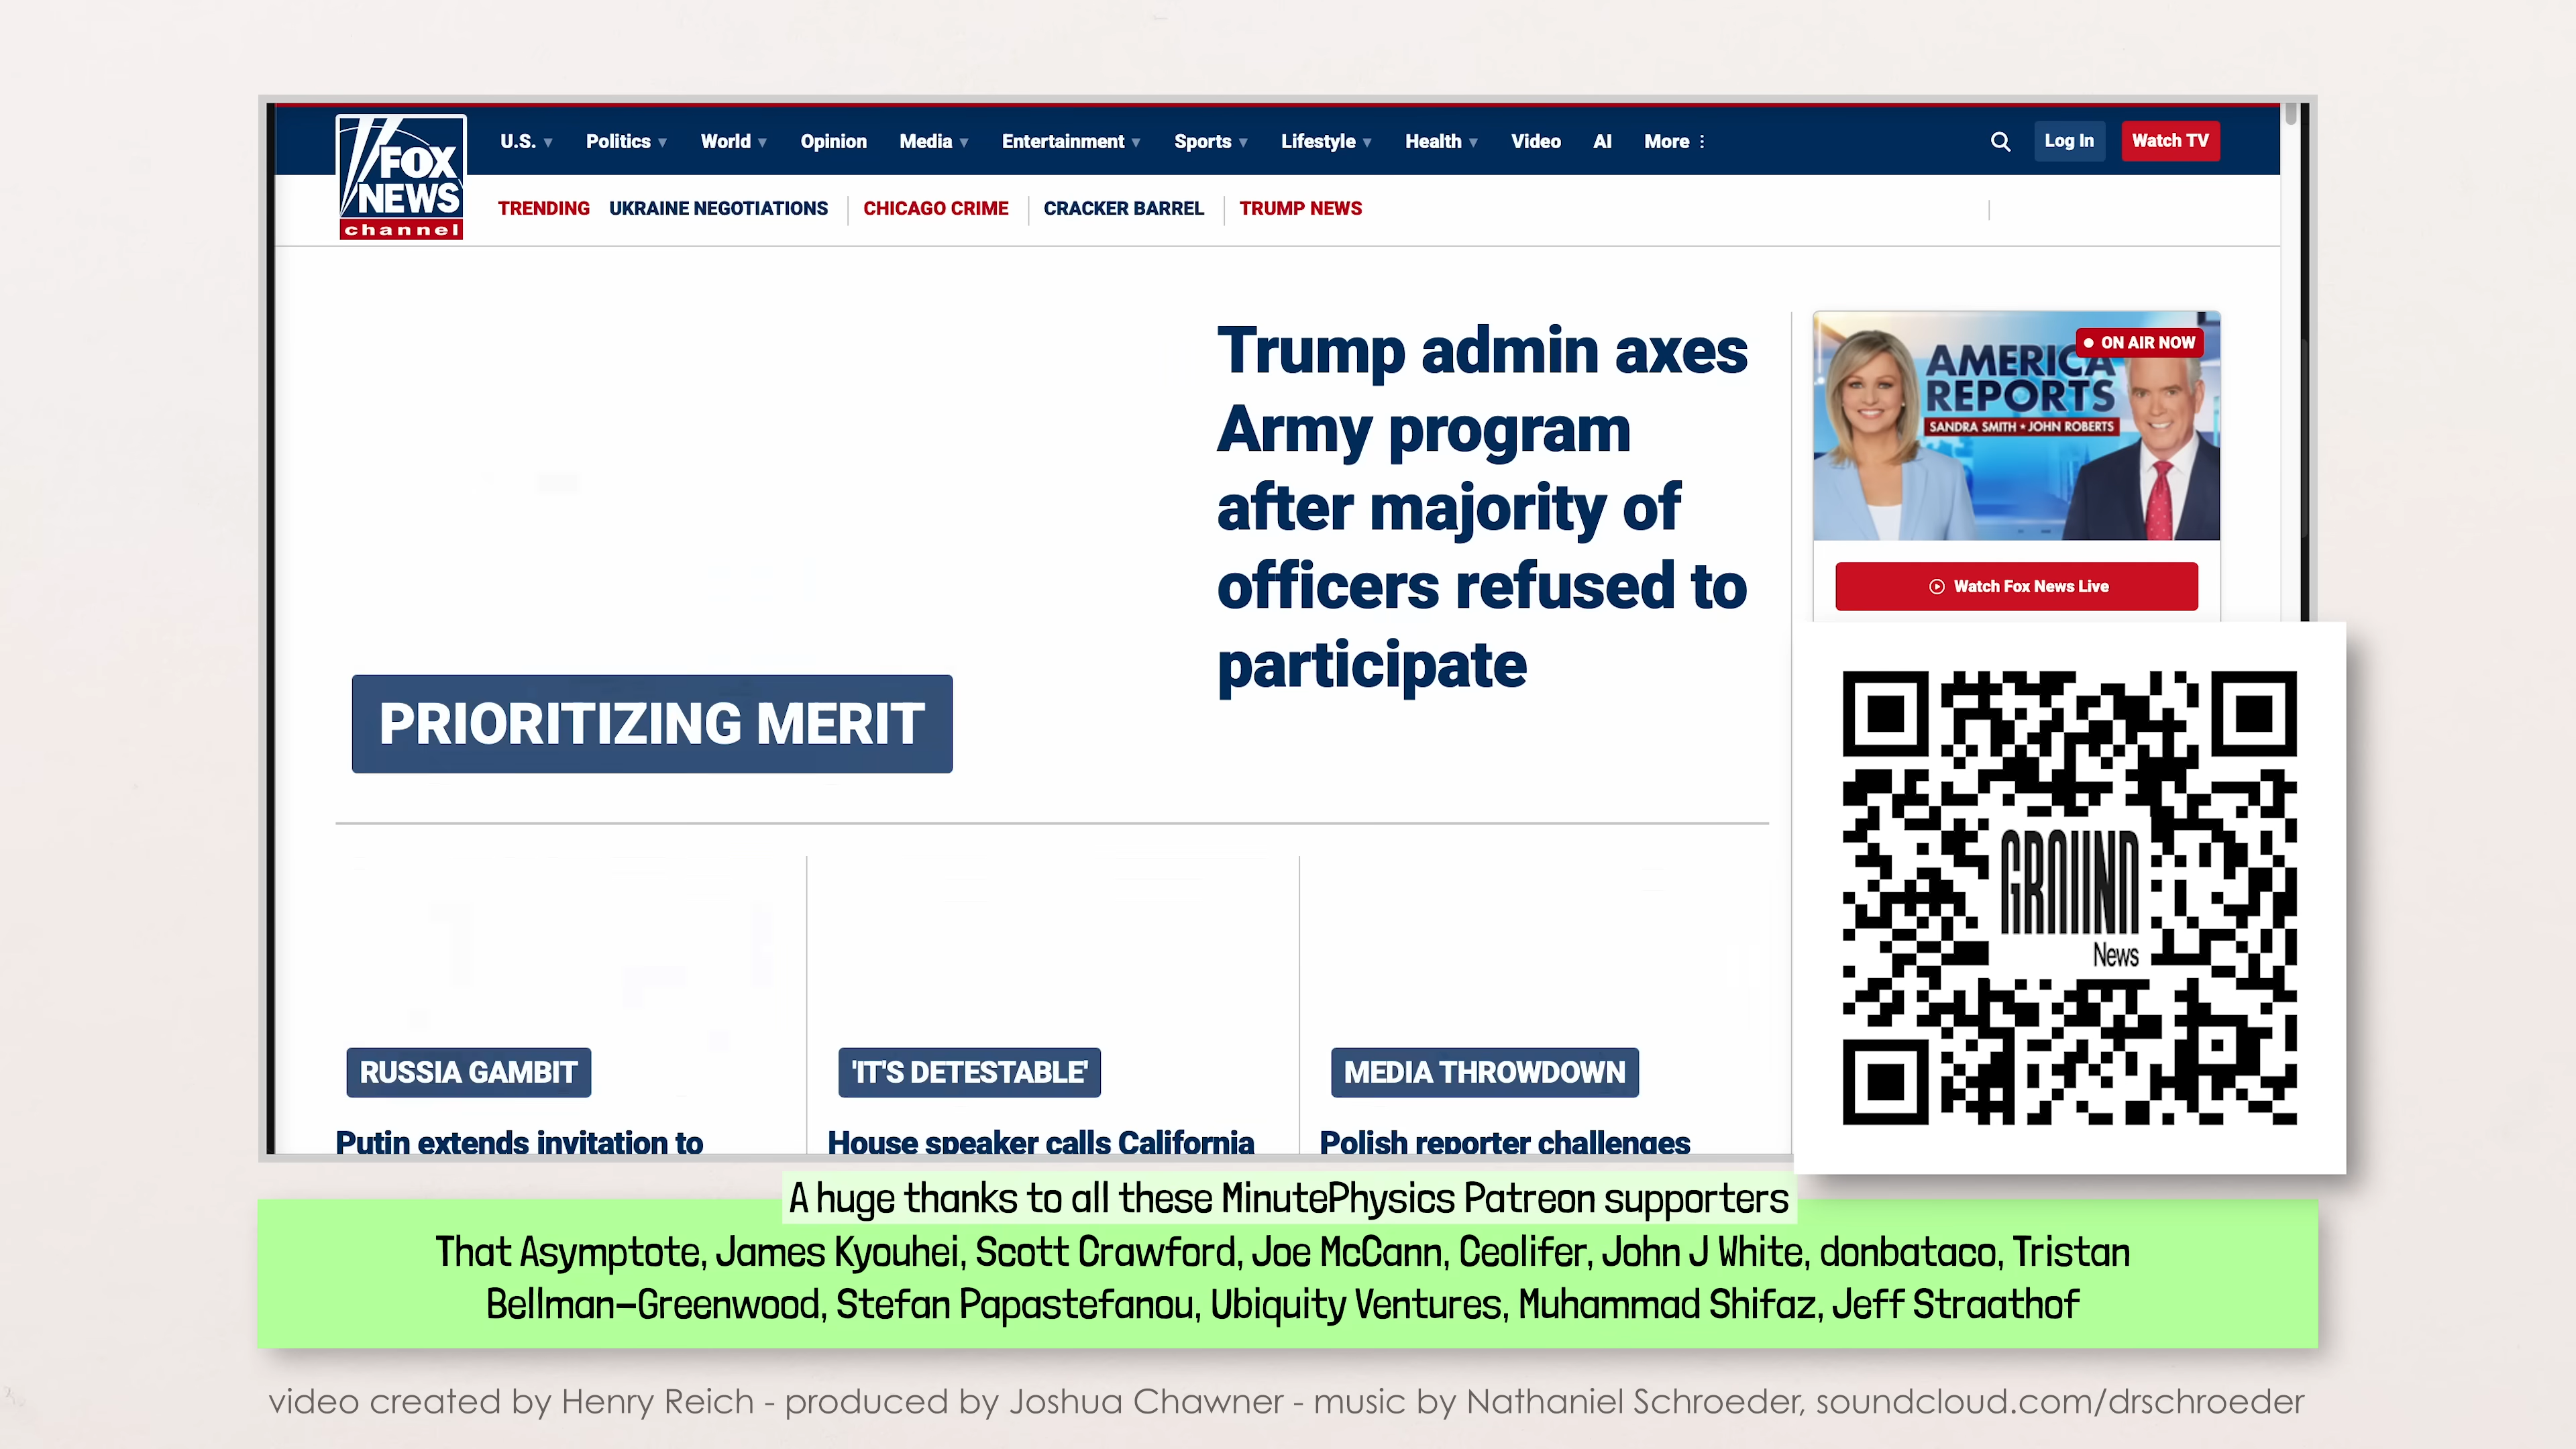 FOX
NEWS
channel
U.S. Politics World Opinion Media Entertainment Sports Lifestyle Health Video AI More Log In Watch TV
TRENDING UKRAINE NEGOTIATIONS CHICAGO CRIME CRACKER BARREL TRUMP NEWS
Trump admin axes
Army program
after majority of
officers refused to
participate
PRIORITIZING MERIT
ON AIR NOW
AMERICA
REPORTS
SANDRA SMITH ★ JOHN ROBERTS
Watch Fox News Live
GROUND
News
RUSSIA GAMBIT
Putin extends invitation to
'IT'S DETESTABLE'
House speaker calls California
MEDIA THROWDOWN
Polish reporter challenges
A huge thanks to all these MinutePhysics Patreon supporters
That Asymptote, James Kyouhei, Scott Crawford, Joe McCann, Ceolifer, John J White, donbataco, Tristan
Bellman-Greenwood, Stefan Papastefanou, Ubiquity Ventures, Muhammad Shifaz, Jeff Straathof
video created by Henry Reich - produced by Joshua Chawner - music by Nathaniel Schroeder, soundcloud.com/drschroeder